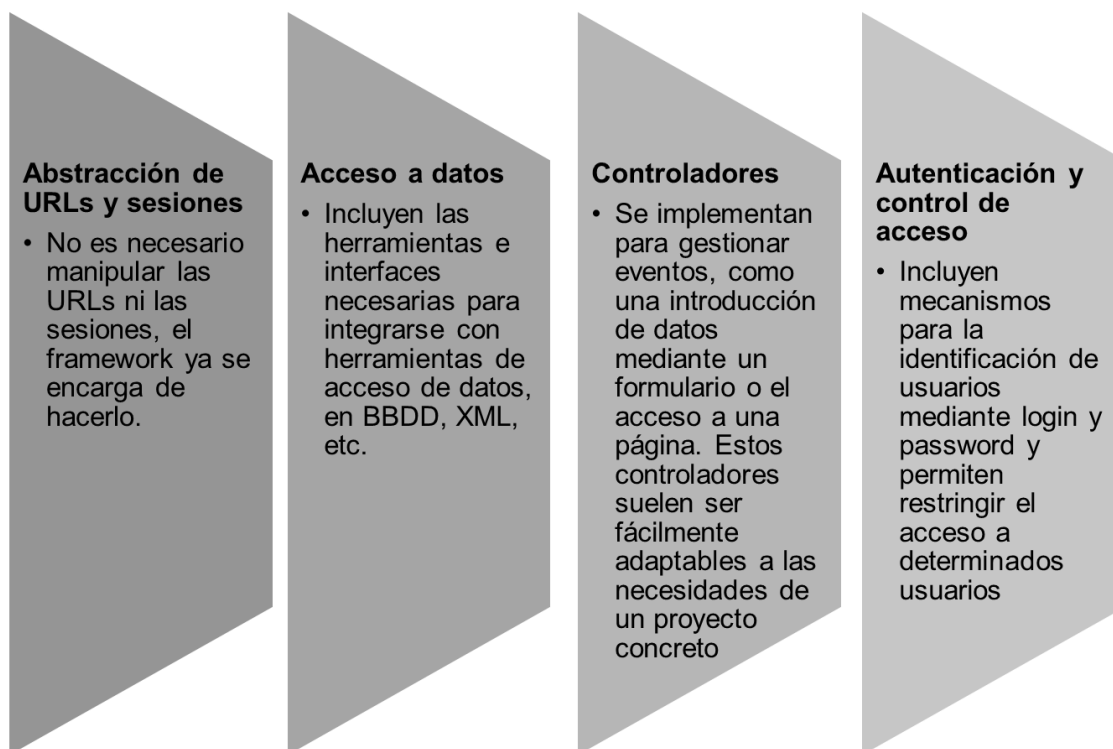 Abstracción de
URLs y sesiones
• No es necesario
manipular las
URLs ni las
sesiones, el
framework ya se
encarga de
hacerlo.
Acceso a datos
• Incluyen las
herramientas e
interfaces
necesarias para
integrarse con
herramientas de
acceso de datos,
en BBDD, XML,
etc.
Controladores
• Se implementan
para gestionar
eventos, como
una introducción
de datos
mediante un
formulario o el
acceso a una
página. Estos
controladores
suelen ser
fácilmente
adaptables a las
necesidades de
un proyecto
concreto
Autenticación y
control de
acceso
• Incluyen
mecanismos
para la
identificación de
usuarios
mediante login y
password y
permiten
restringir el
acceso a
determinados
usuarios